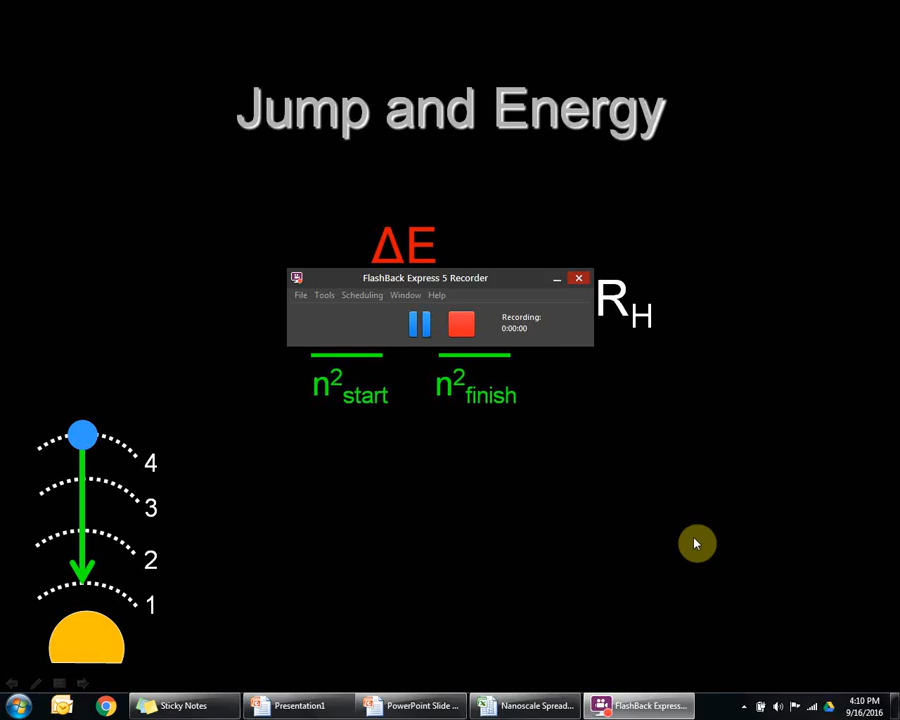 Jump and Energy
ΔE
FlashBack Express 5 Recorder
File Tools Scheduling Window Help
Recording:
0:00:00
R_H
n²start n²finish
4
3
2
1
Sticky Notes
Presentation1
PowerPoint Slide ...
Nanoscale Spread...
FlashBack Express...
4:10 PM
9/16/2016